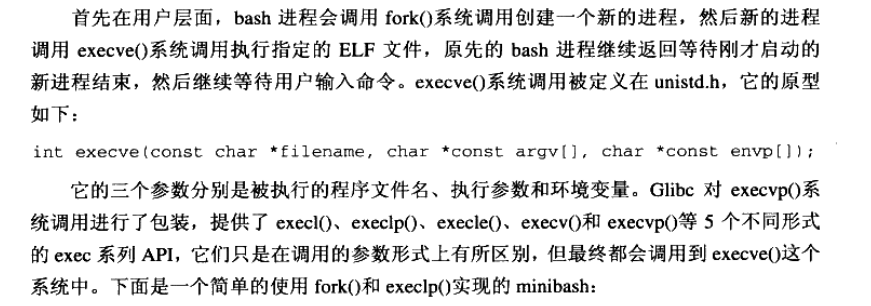 首先在用户层面，bash 进程会调用 fork()系统调用创建一个新的进程，然后新的进程
调用 execve()系统调用执行指定的 ELF 文件，原先的 bash 进程继续返回等待刚才启动的
新进程结束，然后继续等待用户输入命令。execve()系统调用被定义在 unistd.h，它的原型
如下：
int execve(const char *filename, char *const argv[], char *const envp[]);
它的三个参数分别是被执行的程序文件名、执行参数和环境变量。Glibc 对 execvp()系
统调用进行了包装，提供了 execl()、execlp()、execle()、execv()和 execvp()等 5 个不同形式
的 exec 系列 API，它们只是在调用的参数形式上有所区别，但最终都会调用到 execve()这个
系统中。下面是一个简单的使用 fork()和 execlp()实现的 minibash：